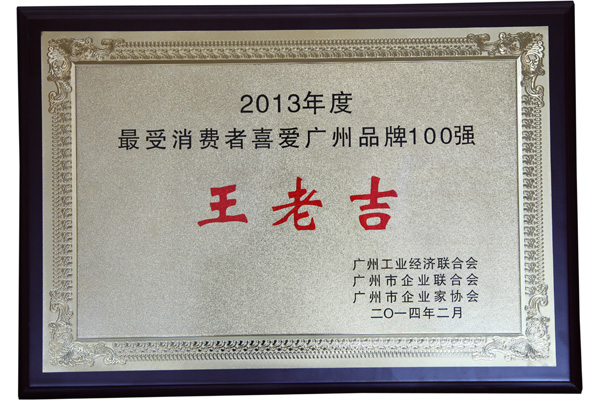 2013年度
最受消费者喜爱广州品牌100强
王老吉
广州工业经济联合会
广州市企业联合会
广州市企业家协会
二〇一四年二月